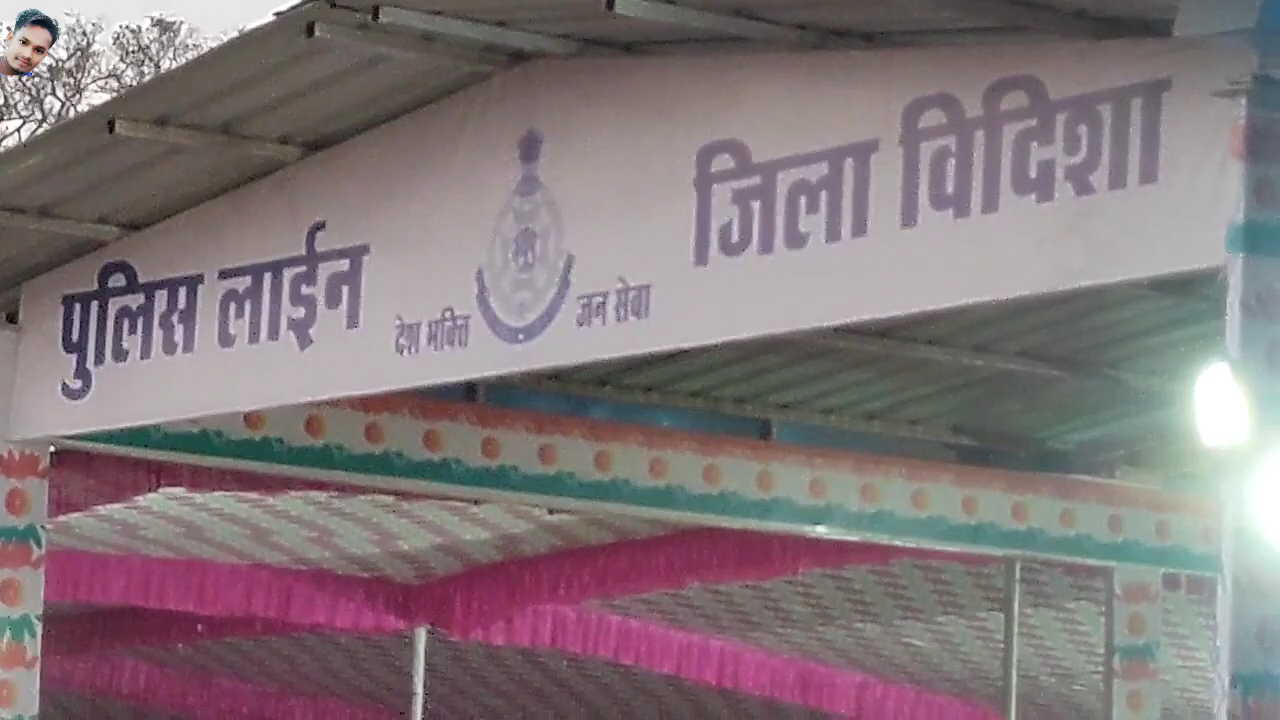 पुलिस लाईन
देश भक्ति जन सेवा
जिला विदिशा